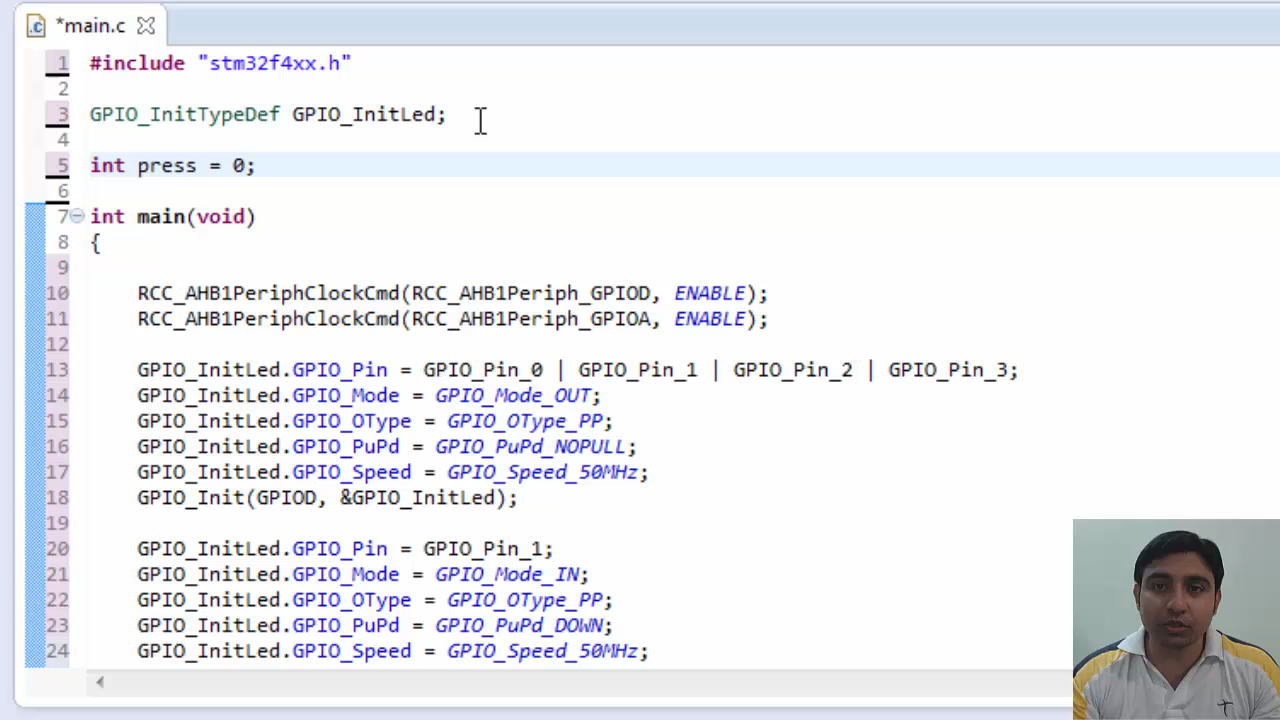 *main.c
1 #include "stm32f4xx.h"
2
3 GPIO_InitTypeDef GPIO_InitLed;
4
5 int press = 0;
6
7 int main(void)
8 {
9
10 RCC_AHB1PeriphClockCmd(RCC_AHB1Periph_GPIOD, ENABLE);
11 RCC_AHB1PeriphClockCmd(RCC_AHB1Periph_GPIOA, ENABLE);
12
13 GPIO_InitLed.GPIO_Pin = GPIO_Pin_0 | GPIO_Pin_1 | GPIO_Pin_2 | GPIO_Pin_3;
14 GPIO_InitLed.GPIO_Mode = GPIO_Mode_OUT;
15 GPIO_InitLed.GPIO_OType = GPIO_OType_PP;
16 GPIO_InitLed.GPIO_PuPd = GPIO_PuPd_NOPULL;
17 GPIO_InitLed.GPIO_Speed = GPIO_Speed_50MHz;
18 GPIO_Init(GPIOD, &GPIO_InitLed);
19
20 GPIO_InitLed.GPIO_Pin = GPIO_Pin_1;
21 GPIO_InitLed.GPIO_Mode = GPIO_Mode_IN;
22 GPIO_InitLed.GPIO_OType = GPIO_OType_PP;
23 GPIO_InitLed.GPIO_PuPd = GPIO_PuPd_DOWN;
24 GPIO_InitLed.GPIO_Speed = GPIO_Speed_50MHz;